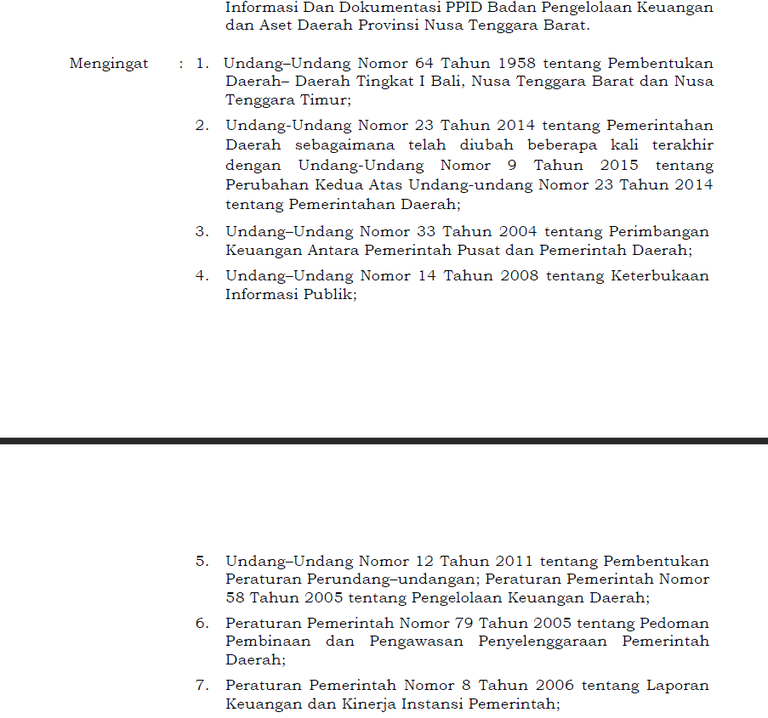 Informasi Dan Dokumentasi PPID Badan Pengelolaan Keuangan
dan Aset Daerah Provinsi Nusa Tenggara Barat.
Mengingat : 1. Undang–Undang Nomor 64 Tahun 1958 tentang Pembentukan
Daerah– Daerah Tingkat I Bali, Nusa Tenggara Barat dan Nusa
Tenggara Timur;
2. Undang-Undang Nomor 23 Tahun 2014 tentang Pemerintahan
Daerah sebagaimana telah diubah beberapa kali terakhir
dengan Undang-Undang Nomor 9 Tahun 2015 tentang
Perubahan Kedua Atas Undang-undang Nomor 23 Tahun 2014
tentang Pemerintahan Daerah;
3. Undang–Undang Nomor 33 Tahun 2004 tentang Perimbangan
Keuangan Antara Pemerintah Pusat dan Pemerintah Daerah;
4. Undang–Undang Nomor 14 Tahun 2008 tentang Keterbukaan
Informasi Publik;
5. Undang–Undang Nomor 12 Tahun 2011 tentang Pembentukan
Peraturan Perundang–undangan; Peraturan Pemerintah Nomor
58 Tahun 2005 tentang Pengelolaan Keuangan Daerah;
6. Peraturan Pemerintah Nomor 79 Tahun 2005 tentang Pedoman
Pembinaan dan Pengawasan Penyelenggaraan Pemerintah
Daerah;
7. Peraturan Pemerintah Nomor 8 Tahun 2006 tentang Laporan
Keuangan dan Kinerja Instansi Pemerintah;